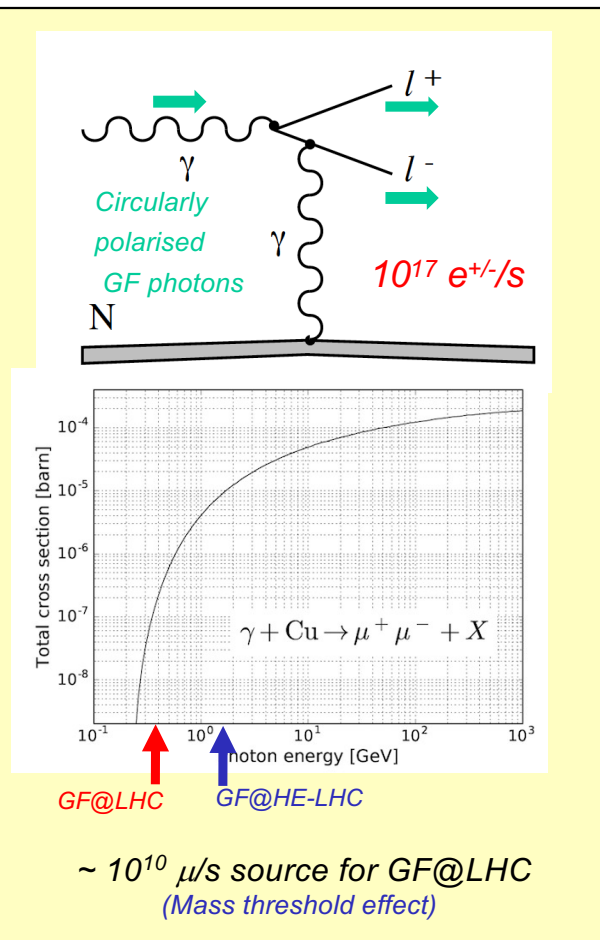 l +
γ
l -
Circularly
polarised
GF photons
γ
10¹⁷ e⁺/⁻/s
N
Total cross section [barn]
10⁻⁴
10⁻⁵
10⁻⁶
10⁻⁷
10⁻⁸
γ + Cu → μ⁺ μ⁻ + X
10⁻¹ 10⁰ 10¹ 10² 10³
hoton energy [GeV]
GF@LHC GF@HE-LHC
~ 10¹⁰ μ/s source for GF@LHC
(Mass threshold effect)